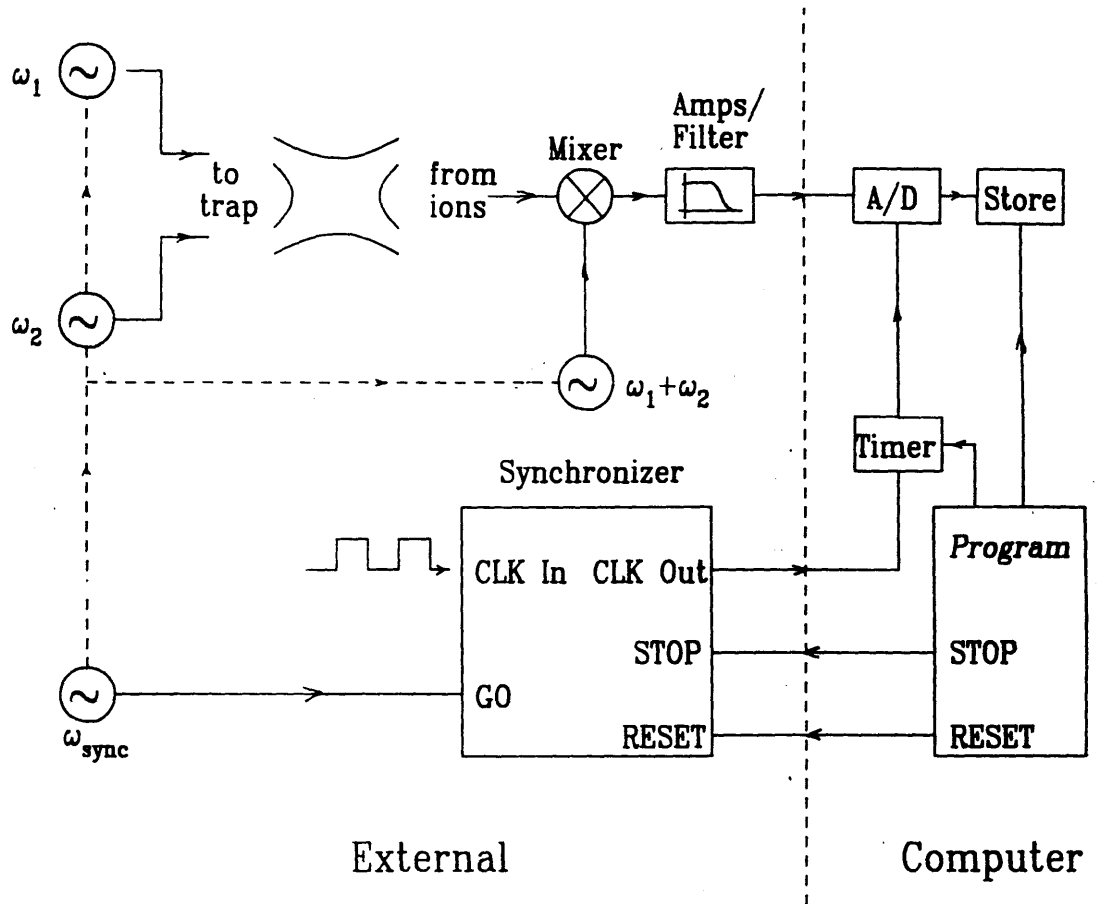 ω₁
Amps/
Filter
Mixer
to
trap
from
ions
A/D
Store
ω₂
ω₁+ω₂
Timer
Synchronizer
Program
CLK In
CLK Out
STOP
STOP
GO
RESET
RESET
ω_sync
External
Computer